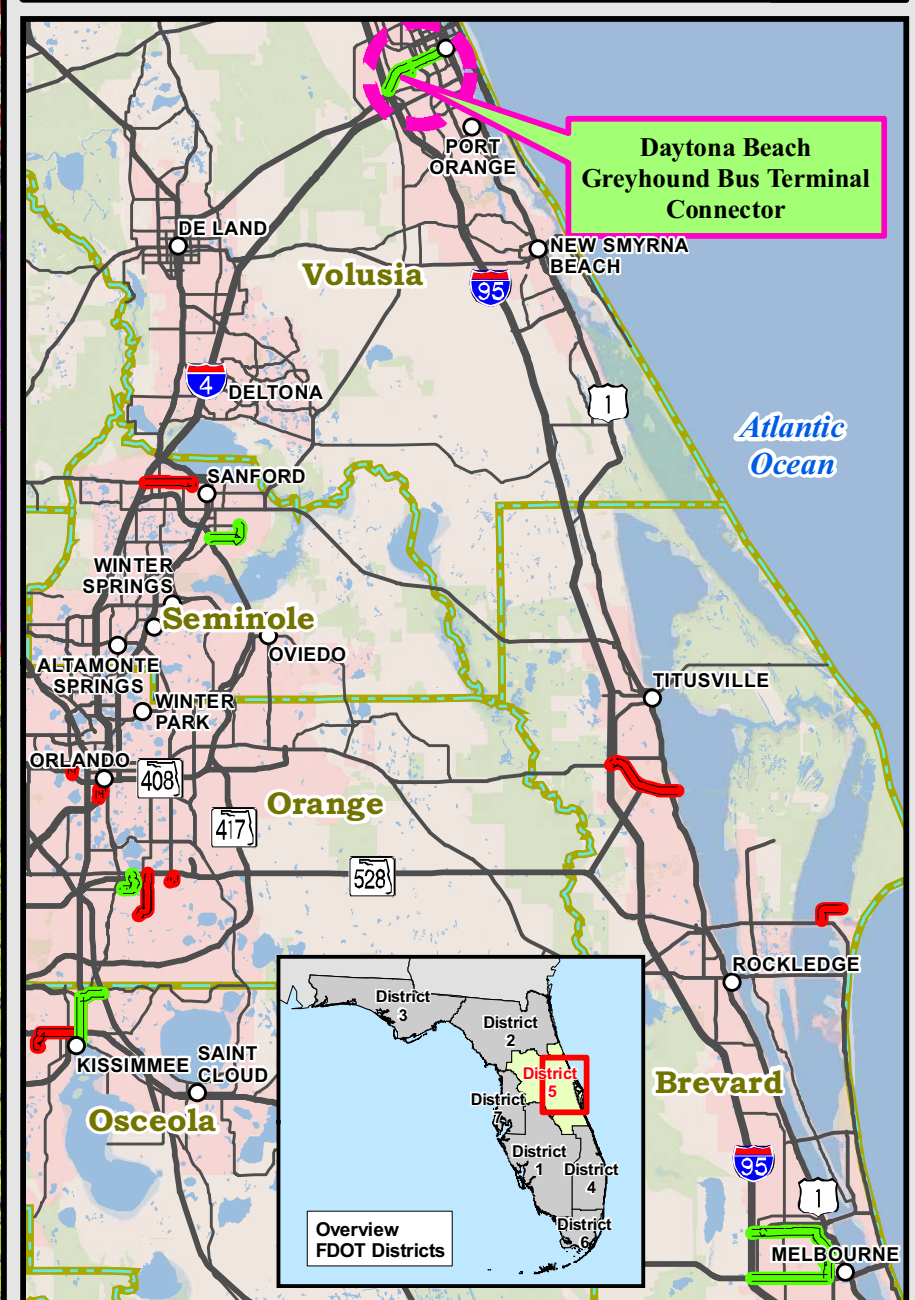 Daytona Beach
Greyhound Bus Terminal
Connector
PORT
ORANGE
DE LAND
NEW SMYRNA
BEACH
Volusia
95
4
DELTONA
1
Atlantic
Ocean
SANFORD
WINTER
SPRINGS
Seminole
OVIEDO
ALTAMONTE
SPRINGS
WINTER
PARK
TITUSVILLE
ORLANDO
408
Orange
417
528
ROCKLEDGE
KISSIMMEE
SAINT
CLOUD
Osceola
Brevard
95
1
MELBOURNE
District
3
District
2
District
5
District
7
District
1
District
4
District
6
Overview
FDOT Districts